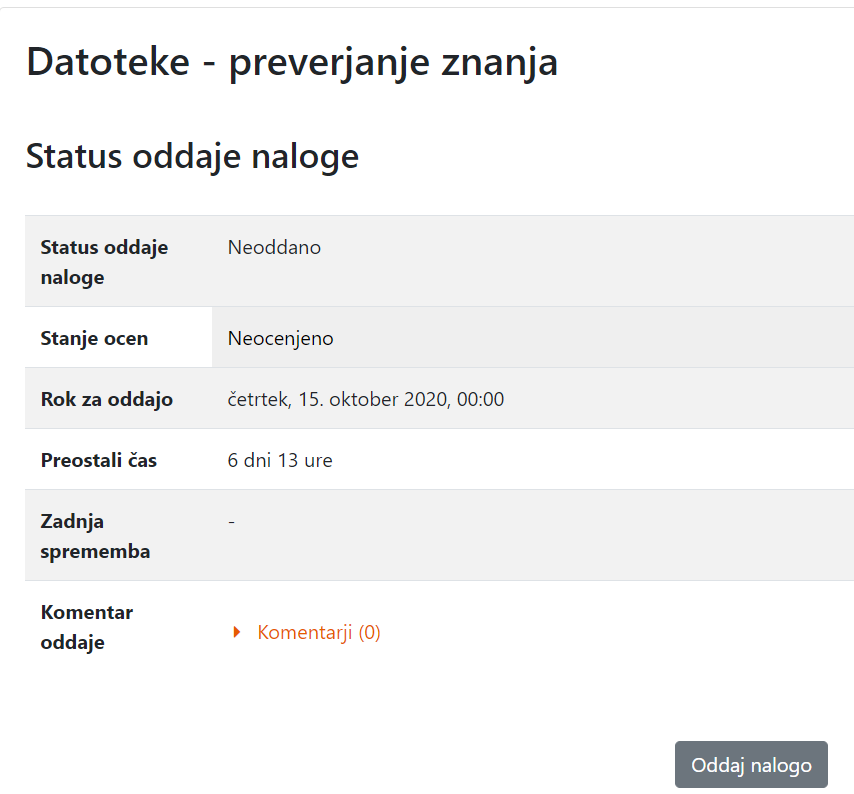 Datoteke - preverjanje znanja
Status oddaje naloge
Status oddaje
naloge
Neoddano
Stanje ocen
Neocenjeno
Rok za oddajo
četrtek, 15. oktober 2020, 00:00
Preostali čas
6 dni 13 ure
Zadnja
sprememba
-
Komentar
oddaje
Komentarji (0)
Oddaj nalogo